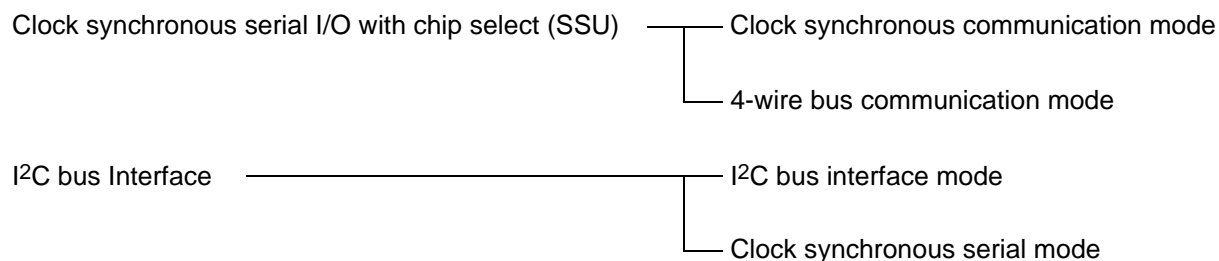 Clock synchronous serial I/O with chip select (SSU) Clock synchronous communication mode
4-wire bus communication mode
I2C bus Interface I2C bus interface mode
Clock synchronous serial mode